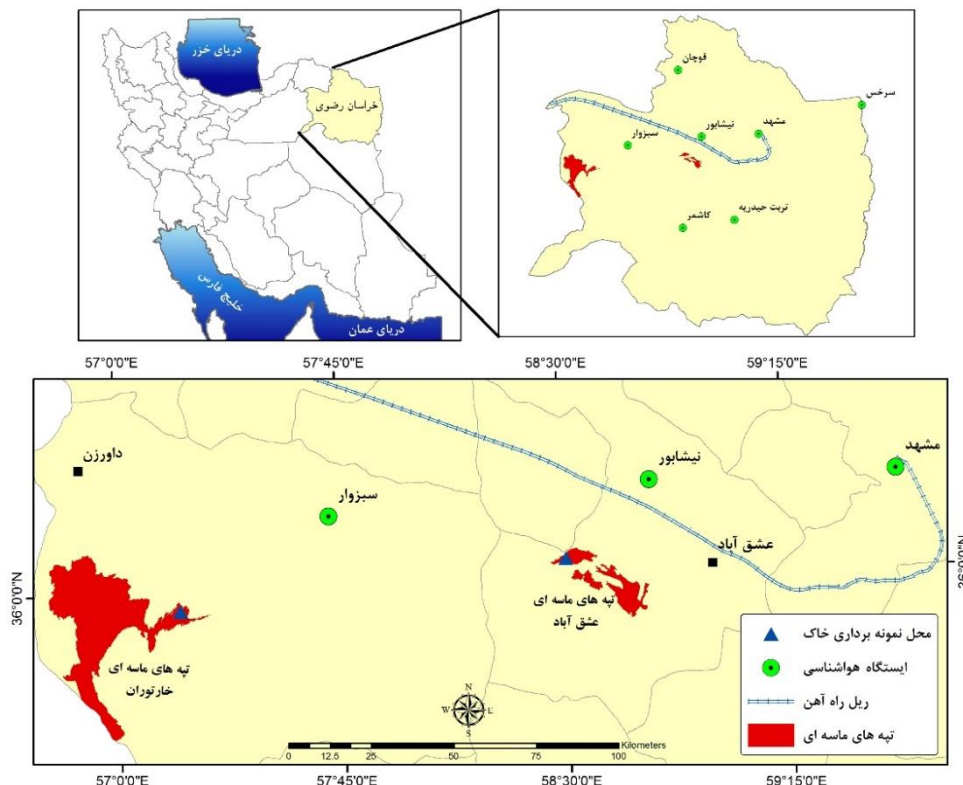 دریای خزر
خراسان رضوی
خلیج فارس
دریای عمان
قوچان
سرخس
مشهد
نیشابور
سبزوار
تربت حیدریه
کاشمر
57°0'0"E
57°45'0"E
58°30'0"E
59°15'0"E
داورزن
سبزوار
نیشابور
مشهد
عشق آباد
36°0'0"N
36°0'0"N
تپه های ماسه ای
عشق آباد
تپه های ماسه ای
خارتوران
محل نمونه برداری خاک
ایستگاه هواشناسی
ریل راه آهن
تپه های ماسه ای
N
W E
S
Kilometers
0 12.5 25 50 75 100
57°0'0"E
57°45'0"E
58°30'0"E
59°15'0"E